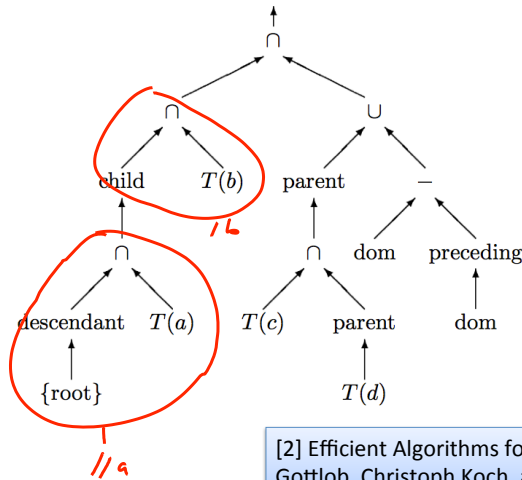 ∩
∩ ∪
child T(b) parent −
/b
∩ ∩ dom preceding
descendant T(a) T(c) parent dom
{root} T(d)
//a
[2] Efficient Algorithms fo
Gottlob, Christoph Koch, a